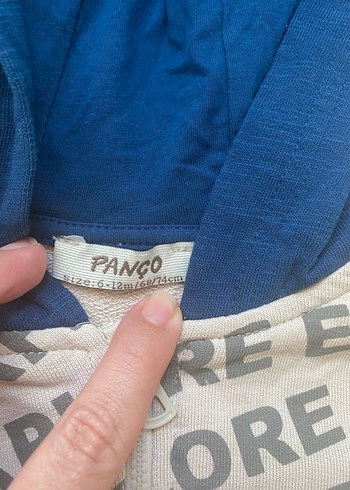 PANÇO
size:6-12m/68/74cm
RE E
ORE